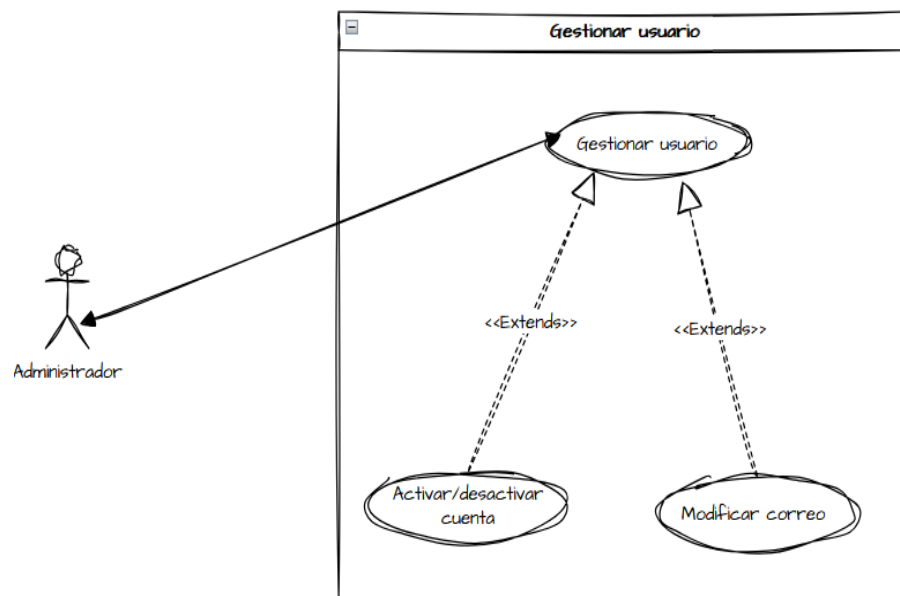 Gestionar usuario
Gestionar usuario
<<Extends>>
<<Extends>>
Administrador
Activar/desactivar
cuenta
Modificar correo